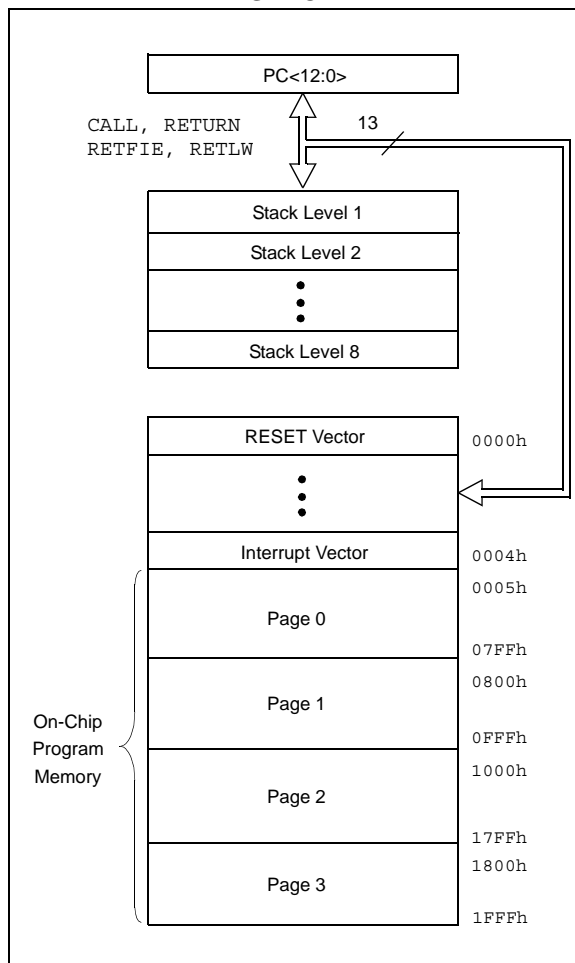 PC<12:0>
CALL, RETURN
RETFIE, RETLW
13
Stack Level 1
Stack Level 2
Stack Level 8
RESET Vector
0000h
Interrupt Vector
0004h
0005h
Page 0
07FFh
0800h
Page 1
0FFFh
On-Chip
Program
Memory
1000h
Page 2
17FFh
1800h
Page 3
1FFFh